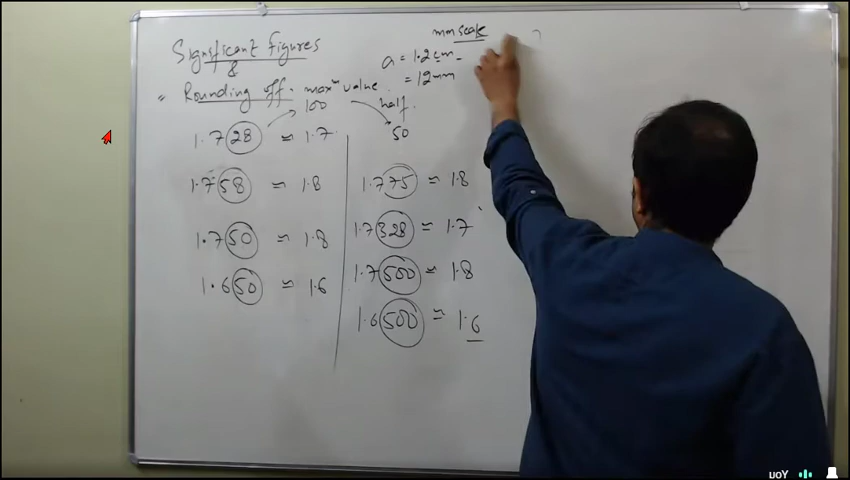 Significant Figures
&
Rounding off.
maxᵐ value.
100
half.
50
1.728 ≃ 1.7
1.758 ≃ 1.8
1.750 ≃ 1.8
1.650 ≃ 1.6
1.775 ≃ 1.8
1.7328 ≃ 1.7
1.7500 ≃ 1.8
1.6500 ≃ 1.6
mm scale
a = 1.2 cm.
= 12 mm
uoY